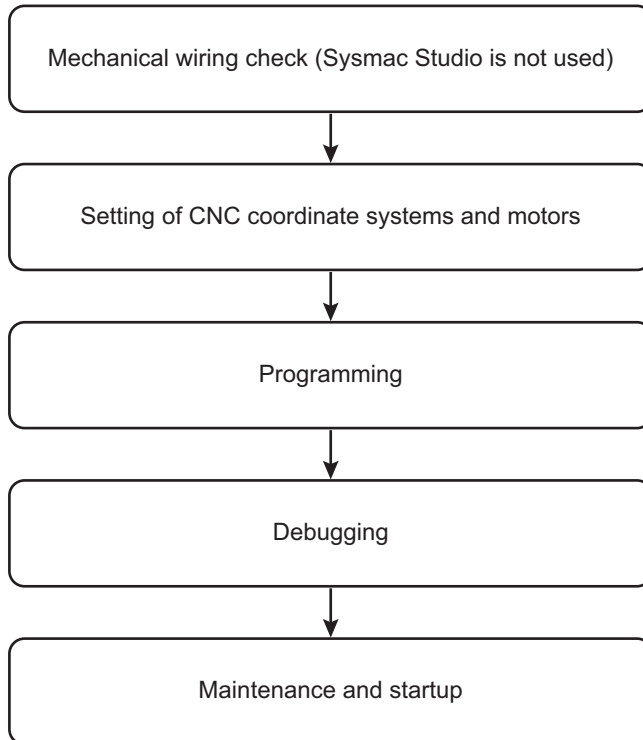 Mechanical wiring check (Sysmac Studio is not used)
Setting of CNC coordinate systems and motors
Programming
Debugging
Maintenance and startup